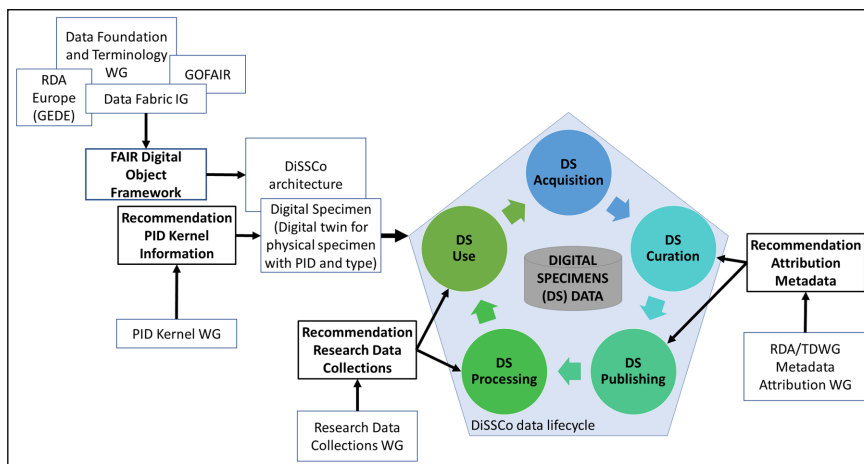 Data Foundation
and Terminology
WG
GOFAIR
RDA
Europe
(GEDE)
Data Fabric IG
FAIR Digital
Object
Framework
DiSSCo
architecture
Recommendation
PID Kernel
Information
Digital Specimen
(Digital twin for
physical specimen
with PID and type)
PID Kernel WG
Recommendation
Research Data
Collections
Research Data
Collections WG
DS
Acquisition
DS
Use
DS
Curation
DIGITAL
SPECIMENS
(DS) DATA
DS
Processing
DS
Publishing
DiSSCo data lifecycle
Recommendation
Attribution
Metadata
RDA/TDWG
Metadata
Attribution WG